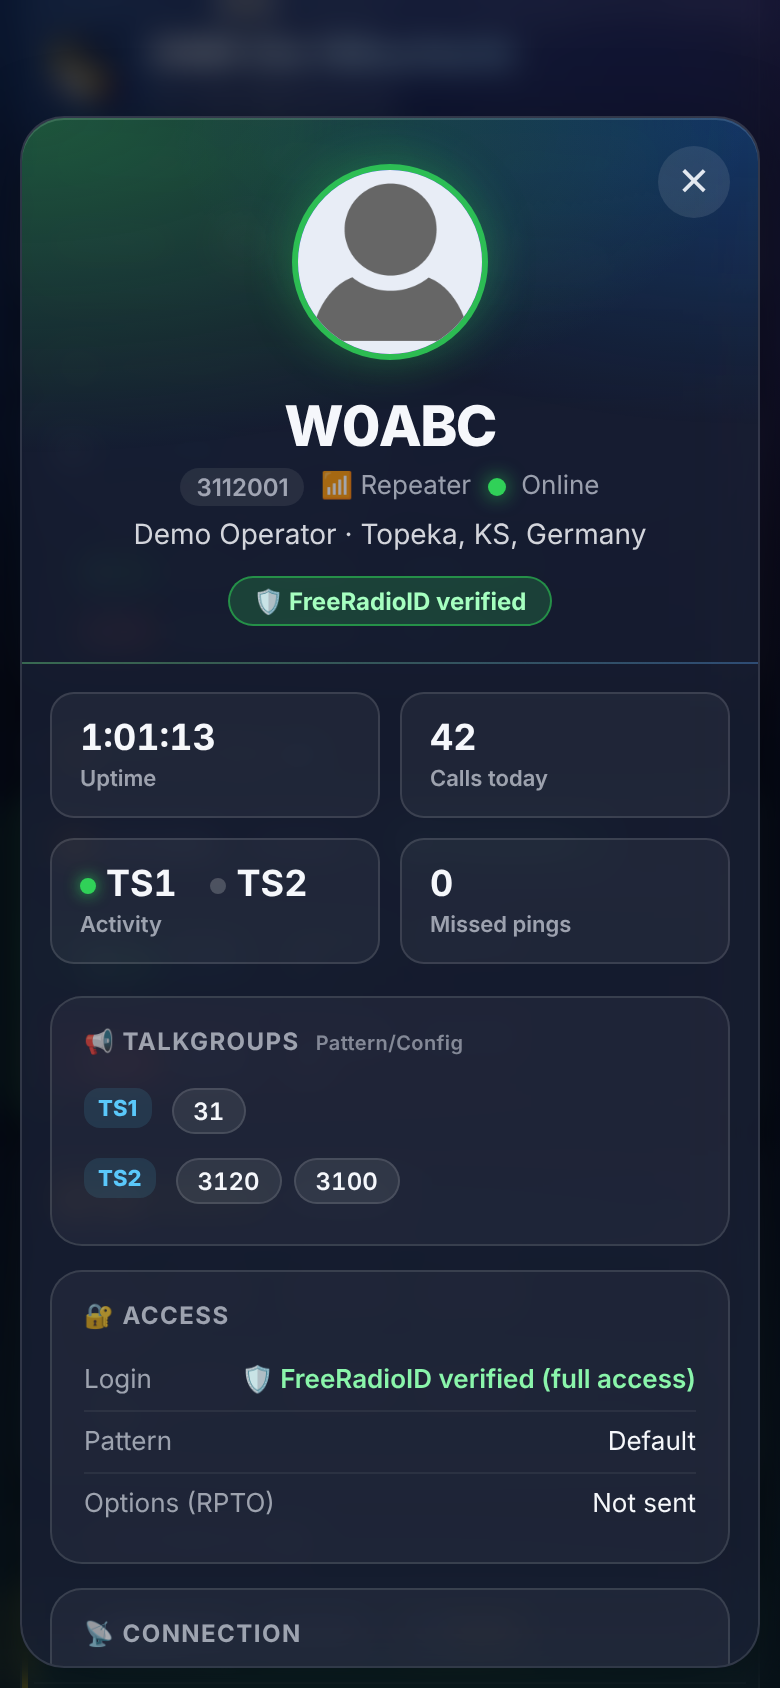 W0ABC
3112001 Repeater Online
Demo Operator · Topeka, KS, Germany
FreeRadioID verified
1:01:13
Uptime
42
Calls today
TS1 TS2
Activity
0
Missed pings
TALKGROUPS Pattern/Config
TS1 31
TS2 3120 3100
ACCESS
Login FreeRadioID verified (full access)
Pattern Default
Options (RPTO) Not sent
CONNECTION